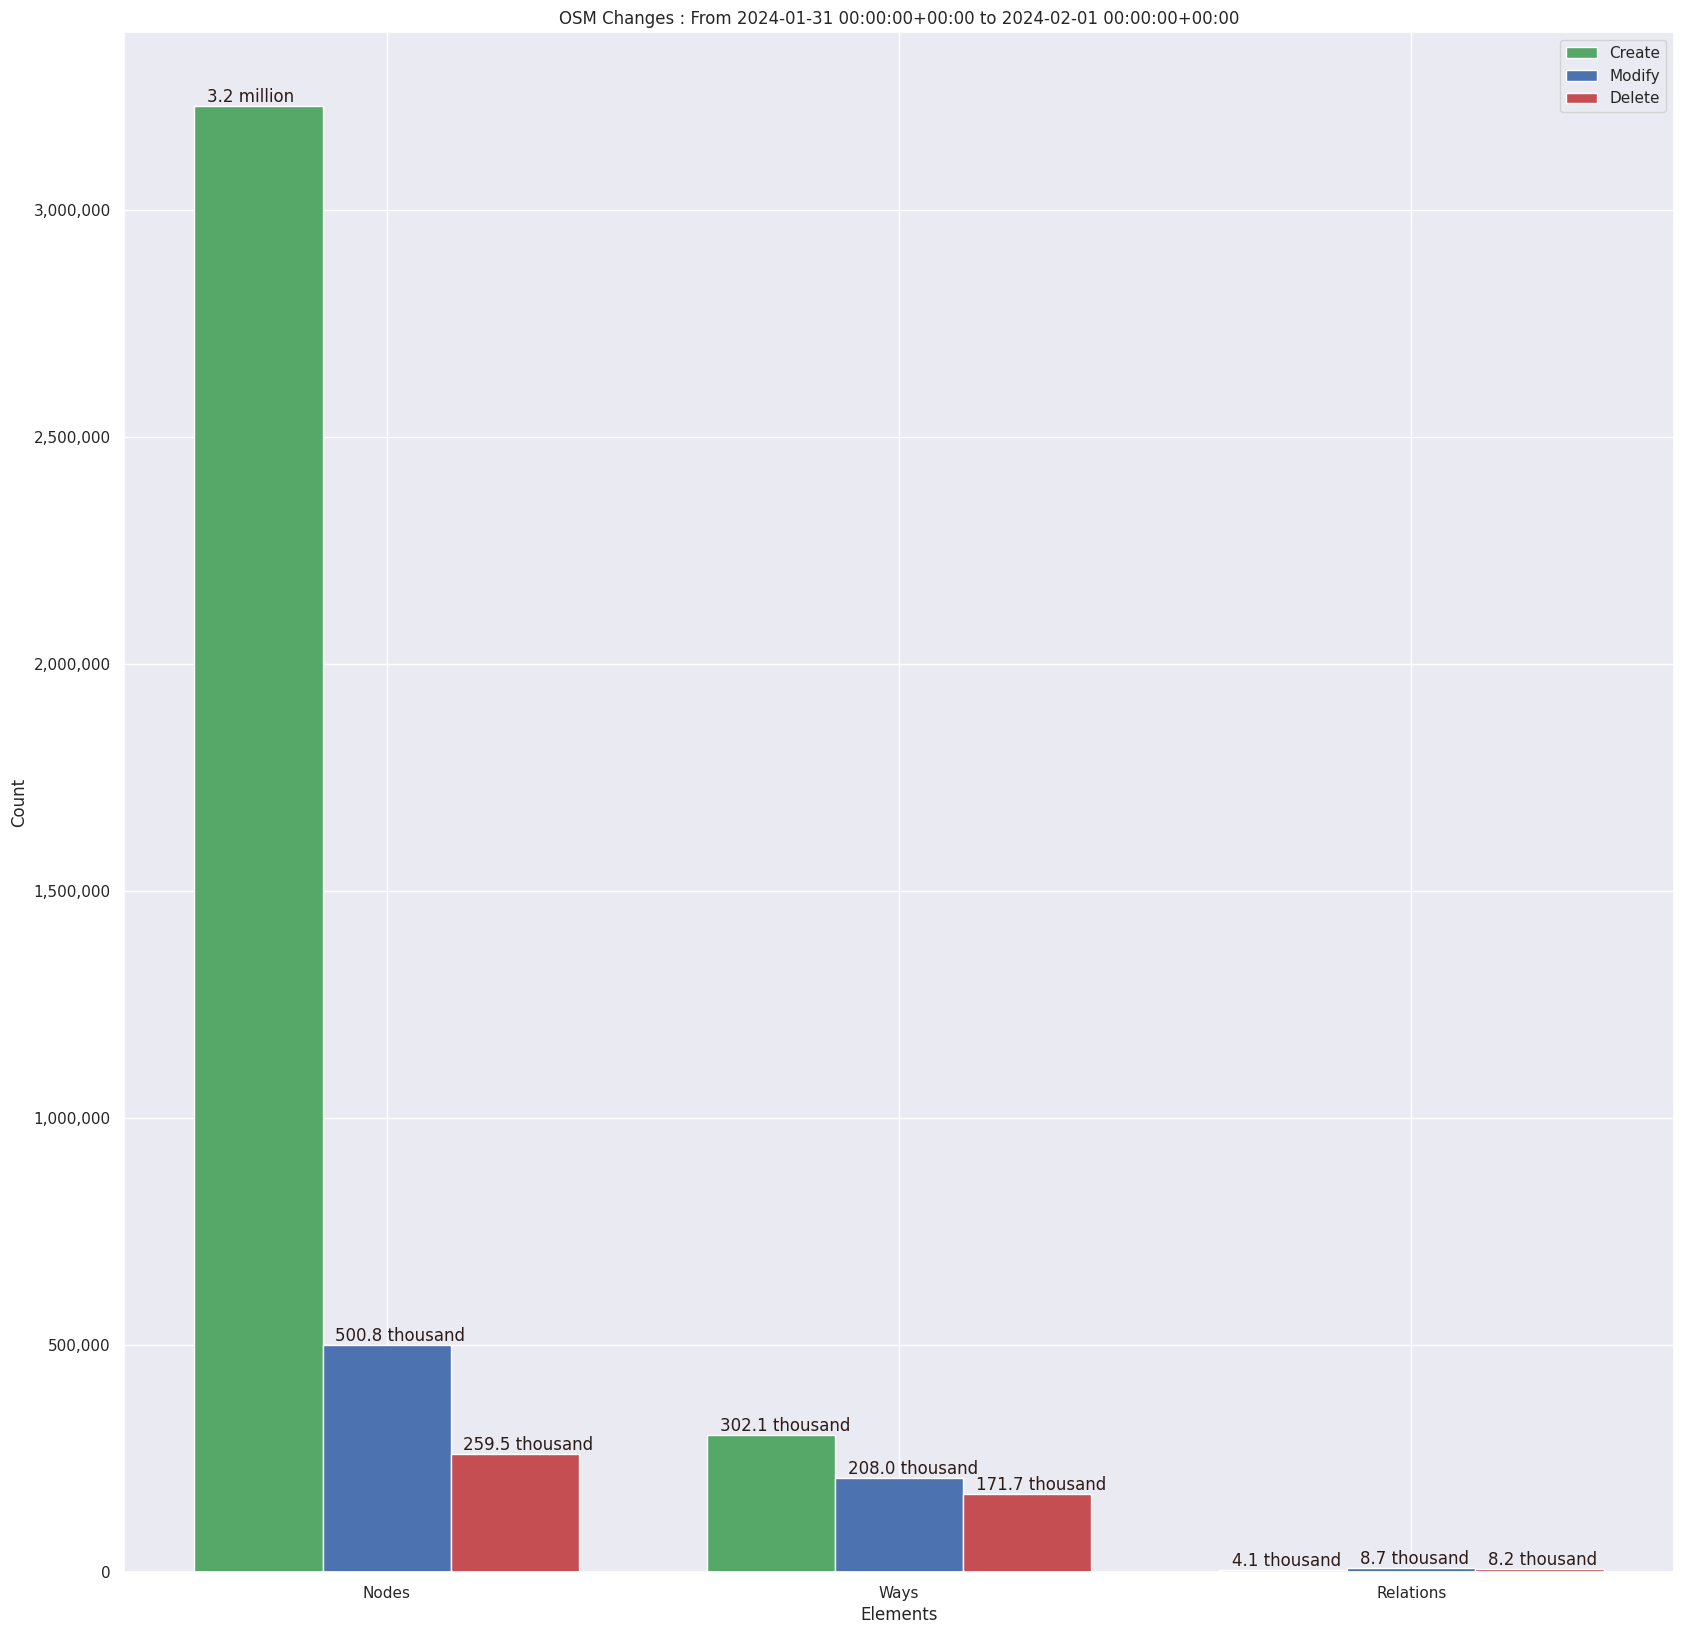 OSM Changes : From 2024-01-31 00:00:00+00:00 to 2024-02-01 00:00:00+00:00
Create
Modify
Delete
3.2 million
3,000,000
2,500,000
2,000,000
Count
1,500,000
1,000,000
500,000
500.8 thousand
259.5 thousand
302.1 thousand
208.0 thousand
171.7 thousand
4.1 thousand
8.7 thousand
8.2 thousand
0
Nodes
Ways
Relations
Elements